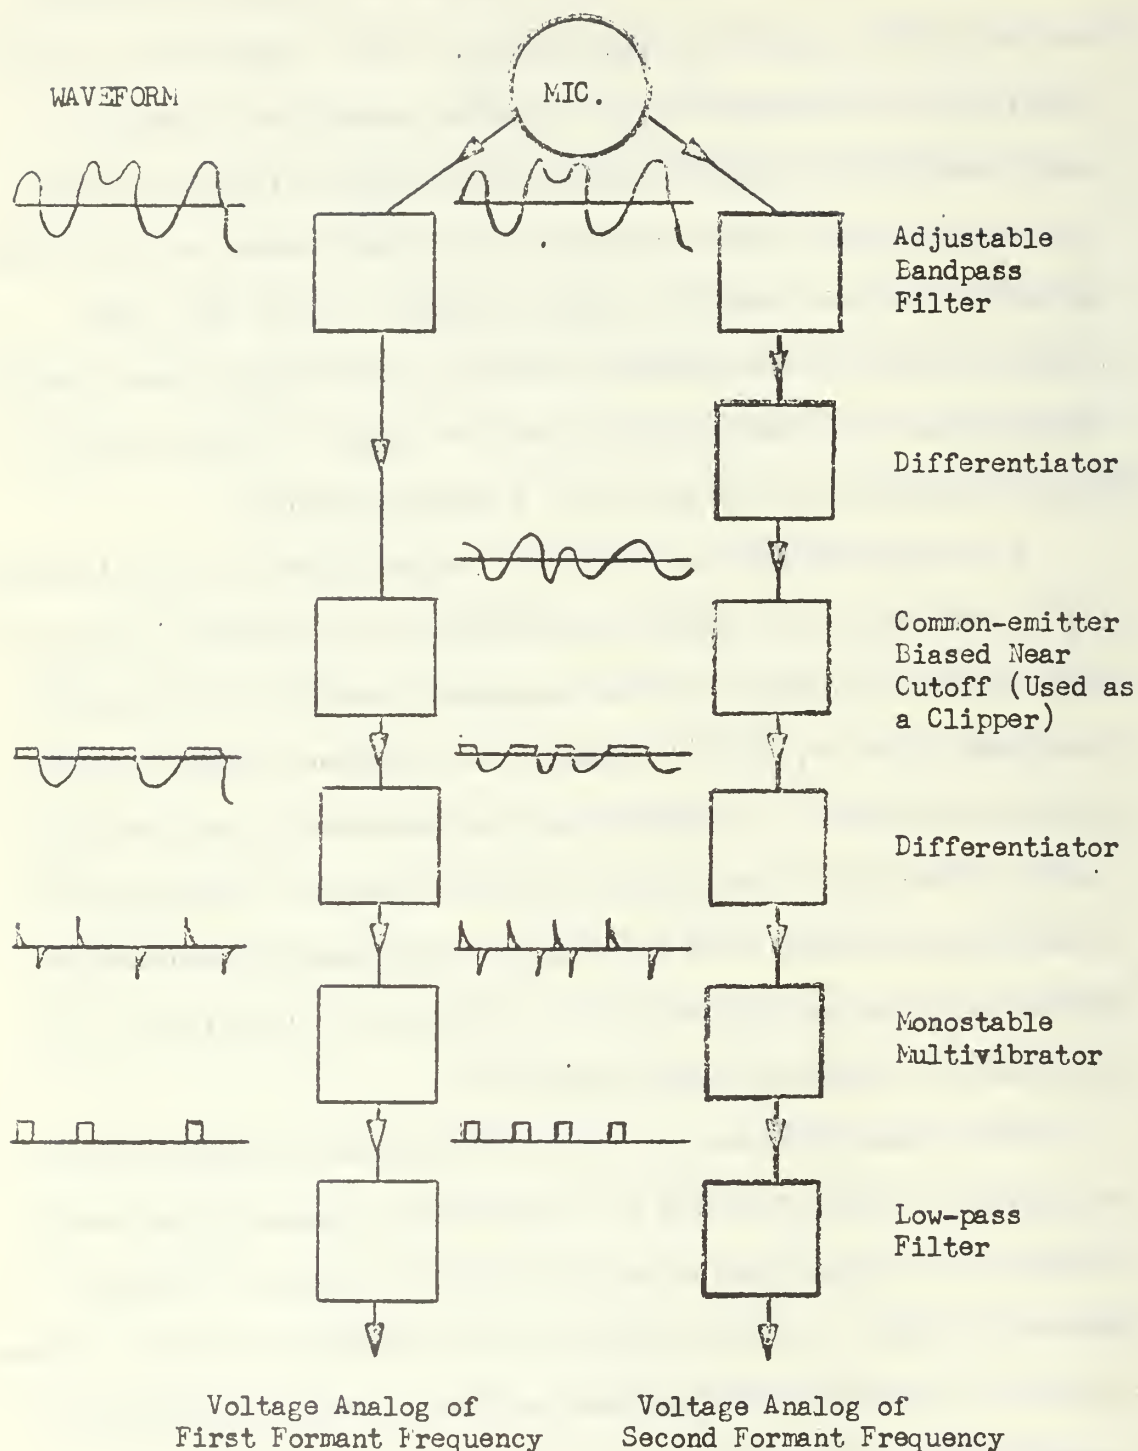 WAVEFORM
MIC.
Adjustable
Bandpass
Filter
Differentiator
Common-emitter
Biased Near
Cutoff (Used as
a Clipper)
Differentiator
Monostable
Multivibrator
Low-pass
Filter
Voltage Analog of
First Formant Frequency
Voltage Analog of
Second Formant Frequency